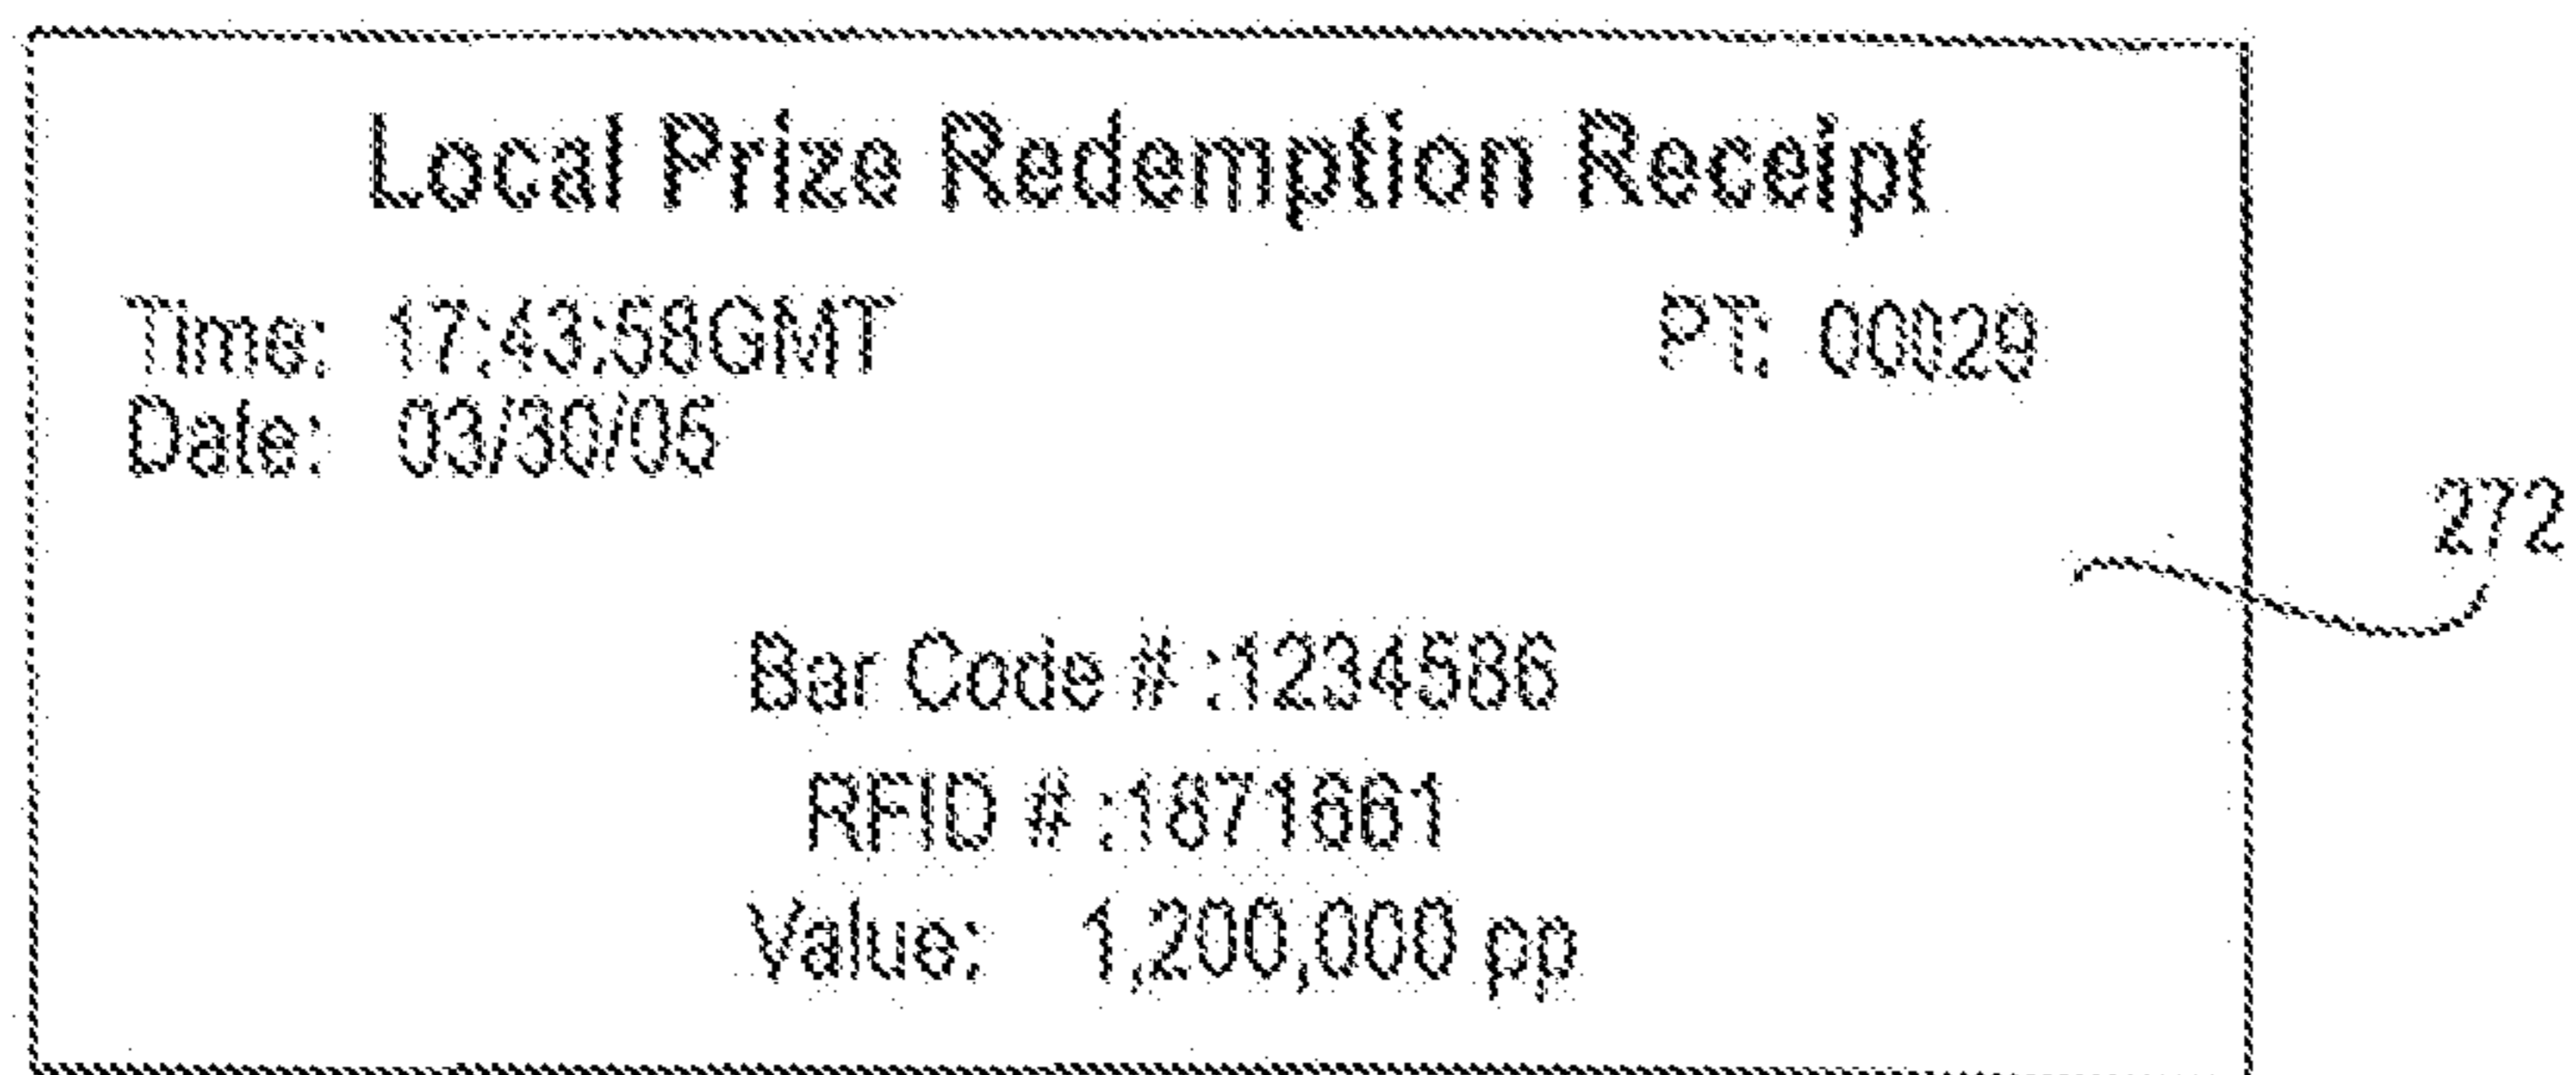 Local Prize Redemption Receipt
Time: 17:43:58GMT PT: 00029
Date: 03/30/05
272
Bar Code # :1234586
RFID # :1871661
Value: 1,200,000 pp